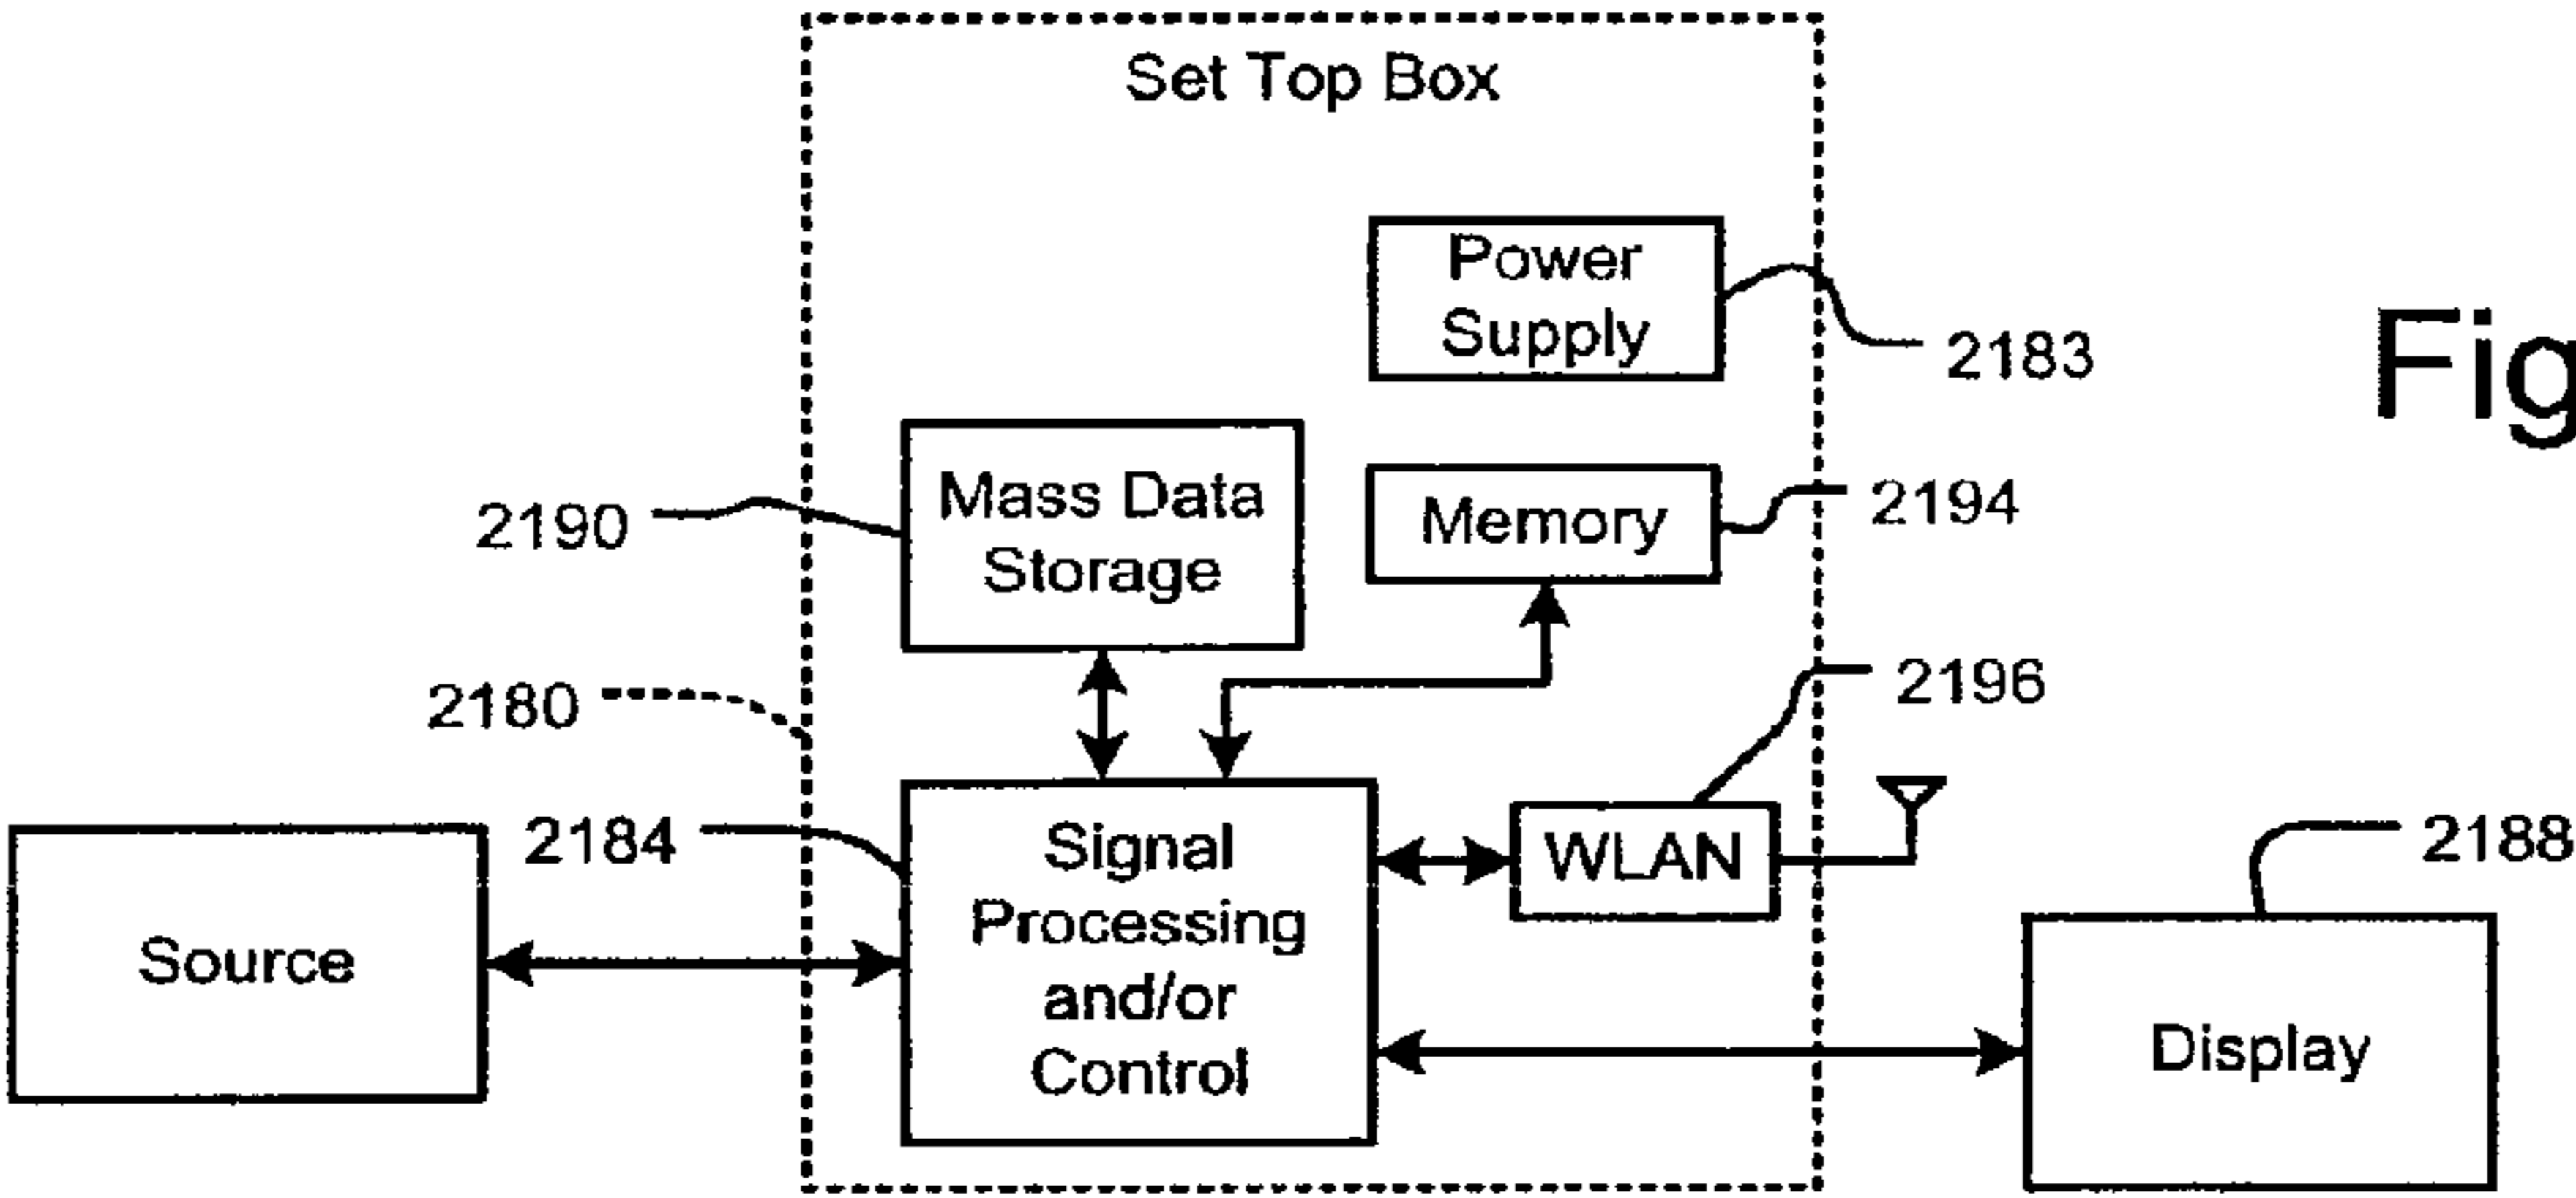 Set Top Box
Power
Supply
2183
Fig
Mass Data
Storage
2190
Memory
2194
2180
2196
2184
Signal
Processing
and/or
Control
WLAN
2188
Source
Display